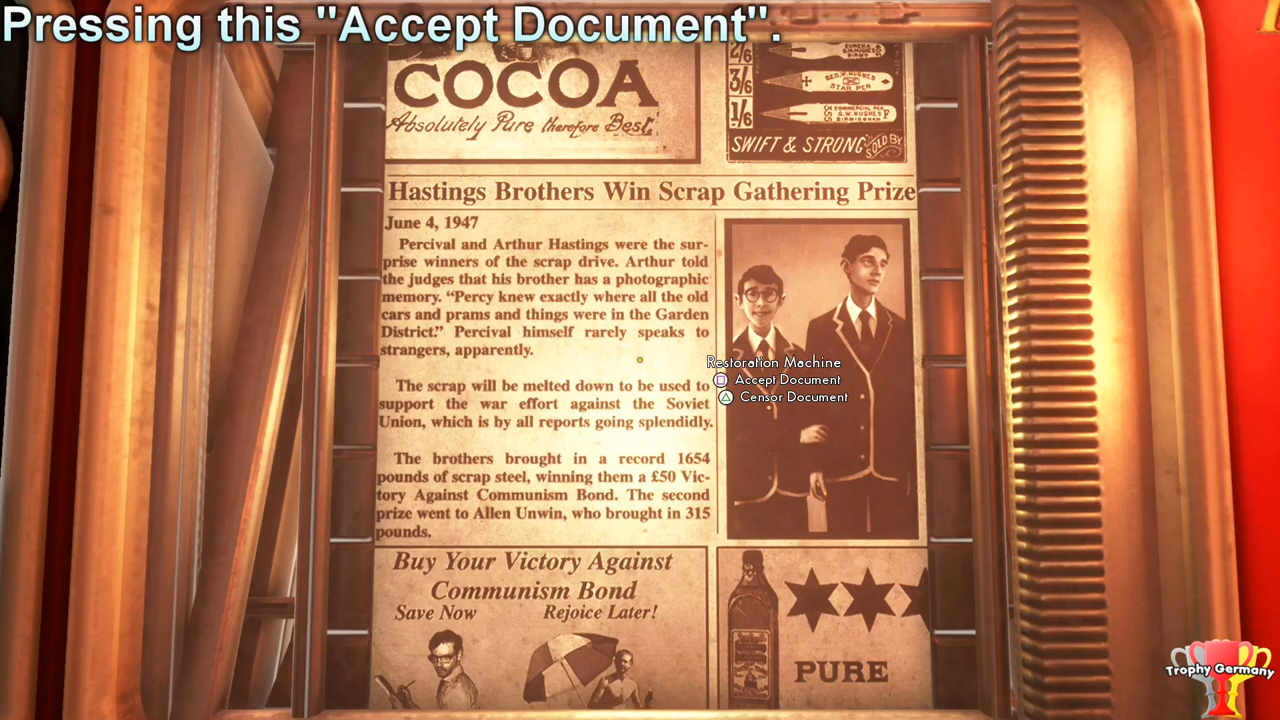 Pressing this "Accept Document".
COCOA
Absolutely Pure therefore Best.
2/6
3/6
1/6
GEO.W.HUGHES
STAR PEN
SWIFT & STRONG
SOLD BY
Hastings Brothers Win Scrap Gathering Prize
June 4, 1947
Percival and Arthur Hastings were the sur-
prise winners of the scrap drive. Arthur told
the judges that his brother has a photographic
memory. “Percy knew exactly where all the old
cars and prams and things were in the Garden
District.” Percival himself rarely speaks to
strangers, apparently.
The scrap will be melted down to be used to
support the war effort against the Soviet
Union, which is by all reports going splendidly.
The brothers brought in a record 1654
pounds of scrap steel, winning them a £50 Vic-
tory Against Communism Bond. The second
prize went to Allen Unwin, who brought in 315
pounds.
Restoration Machine
Accept Document
Censor Document
Buy Your Victory Against
Communism Bond
Save Now Rejoice Later!
PURE
Trophy Germany